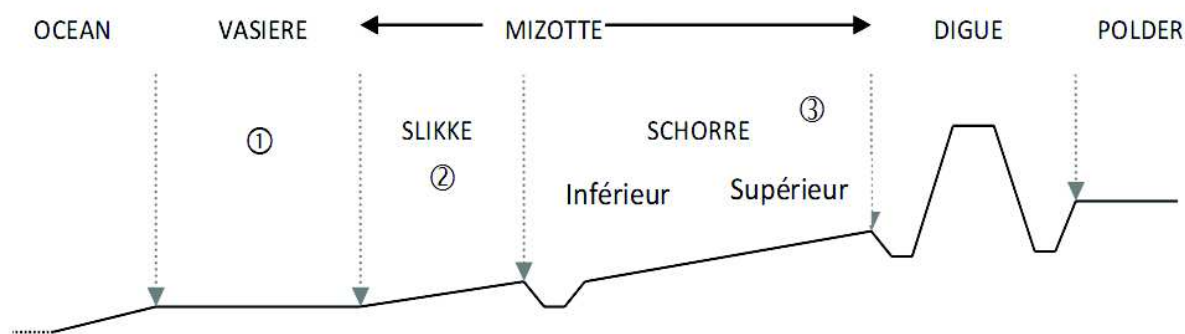 OCEAN VASIERE MIZOTTE DIGUE POLDER
① SLIKKE SCHORRE ③
②
Inférieur Supérieur